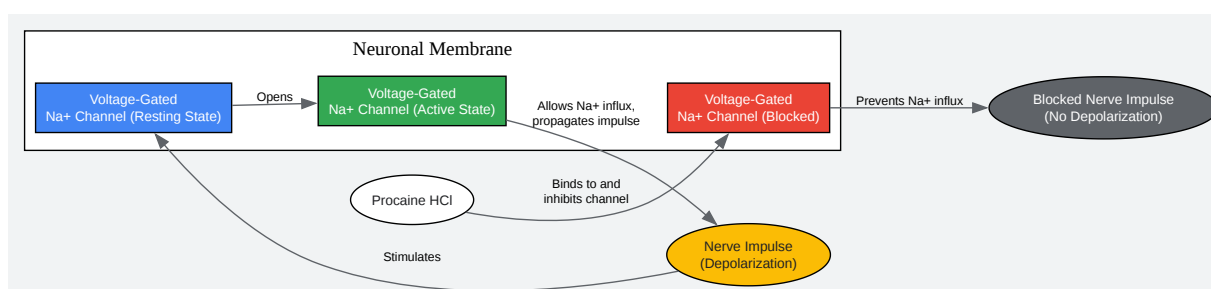 Neuronal Membrane
Voltage-Gated
Na+ Channel (Resting State)
Opens
Voltage-Gated
Na+ Channel (Active State)
Allows Na+ influx,
propagates impulse
Voltage-Gated
Na+ Channel (Blocked)
Prevents Na+ influx
Blocked Nerve Impulse
(No Depolarization)
Procaine HCl
Binds to and
inhibits channel
Nerve Impulse
(Depolarization)
Stimulates